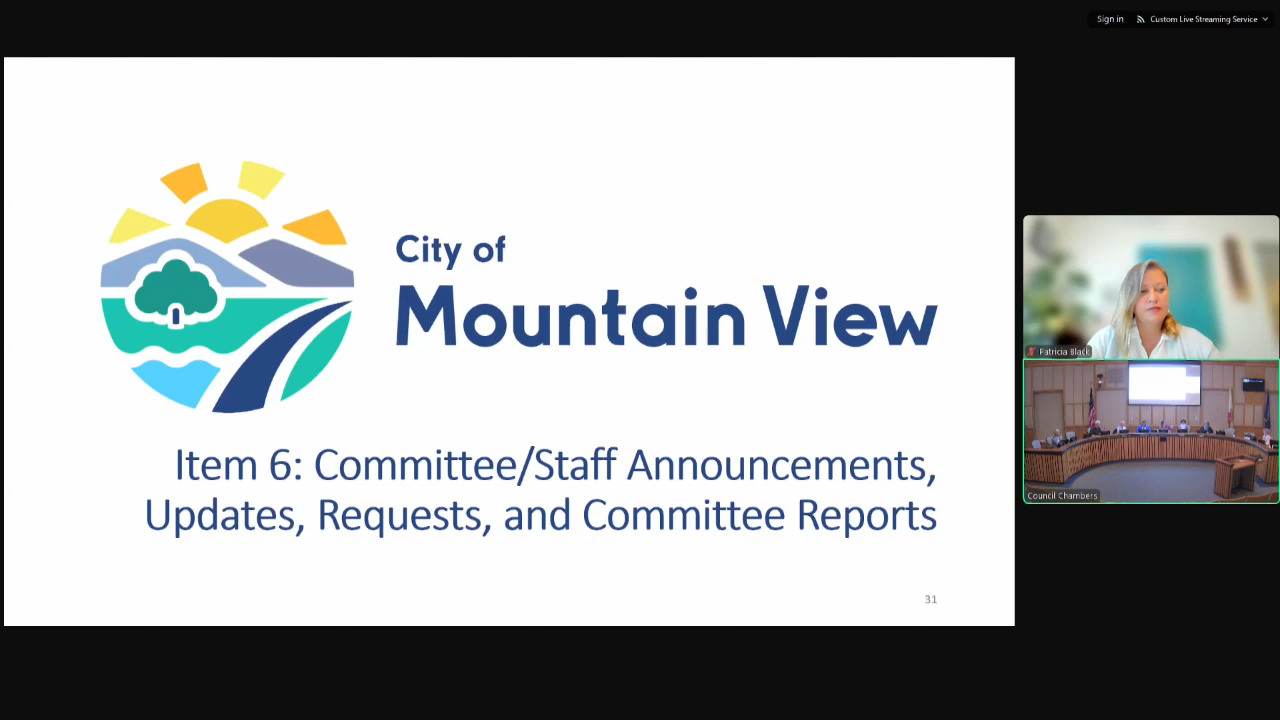 Sign in
Custom Live Streaming Service
City of
Mountain View
Item 6: Committee/Staff Announcements,
Updates, Requests, and Committee Reports
31
Patricia Black
Council Chambers